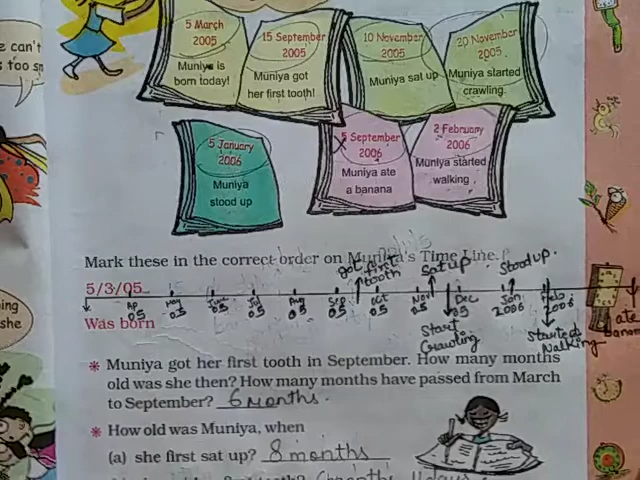 e can't
s too sm
5 March
2005
Muniya is
born today!
15 September
2005
Muniya got
her first tooth!
10 November
2005
Muniya sat up
20 November
2005
Muniya started
crawling
5 January
2006
Muniya
stood up
5 September
2006
Muniya ate
a banana
2 February
2006
Muniya started
walking
Mark these in the correct order on Muniya's Time Line.
got first
tooth
sat up
Stood up.
5/3/05
Ap
05
May
05
Jun
05
Jul
05
Aug
05
Sep
05
Oct
05
Nov
05
Dec
05
Jan
2006
Feb
2006
ate
banana
Was born
Start
Crawling
Started
Walking
ing
she
Muniya got her first tooth in September. How many months
old was she then? How many months have passed from March
to September? 6 months.
How old was Muniya, when
(a) she first sat up? 8 months